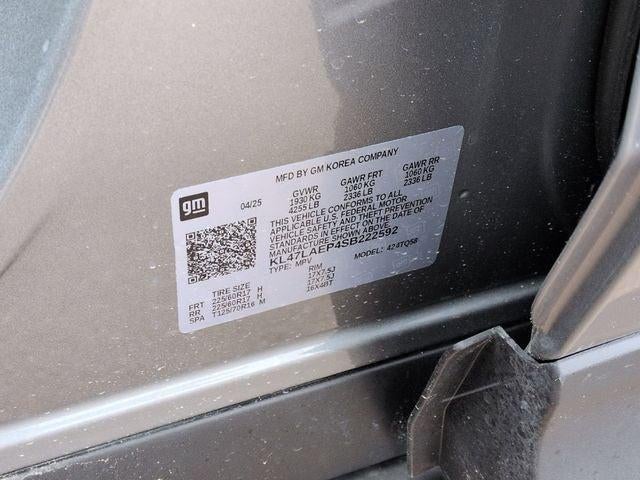 MFD BY GM KOREA COMPANY
gm
04/25 GVWR GAWR FRT GAWR RR
1930 KG 1060 KG 1060 KG
4255 LB 2336 LB 2336 LB
THIS VEHICLE CONFORMS TO ALL
APPLICABLE U.S. FEDERAL MOTOR
VEHICLE SAFETY AND THEFT PREVENTION
STANDARDS IN EFFECT ON THE DATE OF
MANUFACTURE ABOVE.
KL47LAEP4SB222592
TYPE: MPV MODEL: 424TQ58
TIRE SIZE RIM
FRT 225/60R17 H 17X7.5J
RR 225/60R17 H 17X7.5J
SPA T125/70R16 M 16X4BT